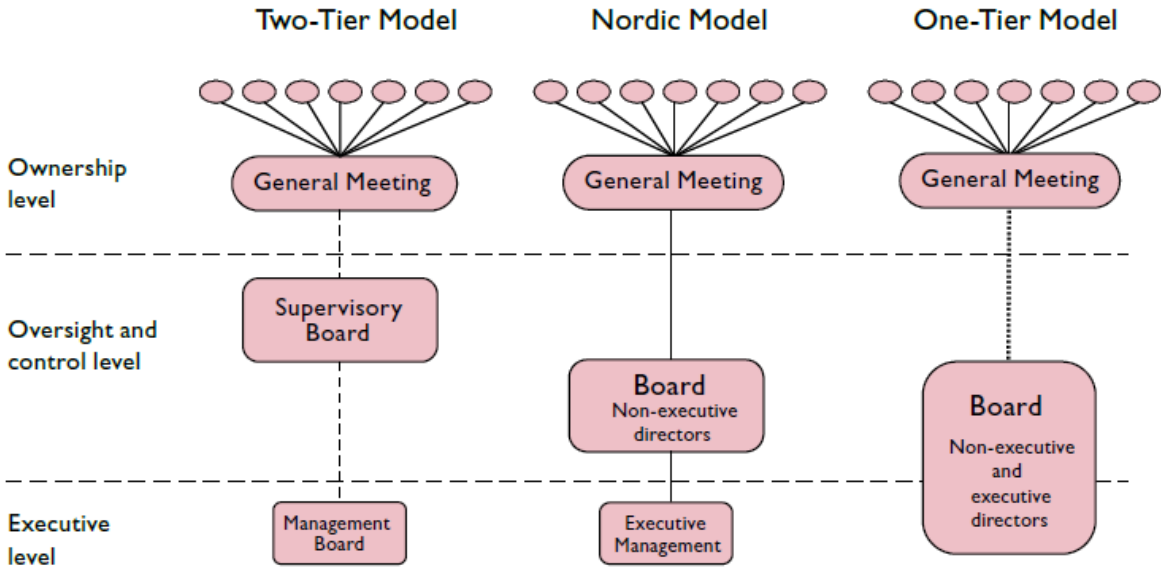 Two-Tier Model
Nordic Model
One-Tier Model
Ownership
level
General Meeting
General Meeting
General Meeting
Oversight and
control level
Supervisory
Board
Board
Non-executive
directors
Board
Non-executive
and
executive
directors
Executive
level
Management
Board
Executive
Management